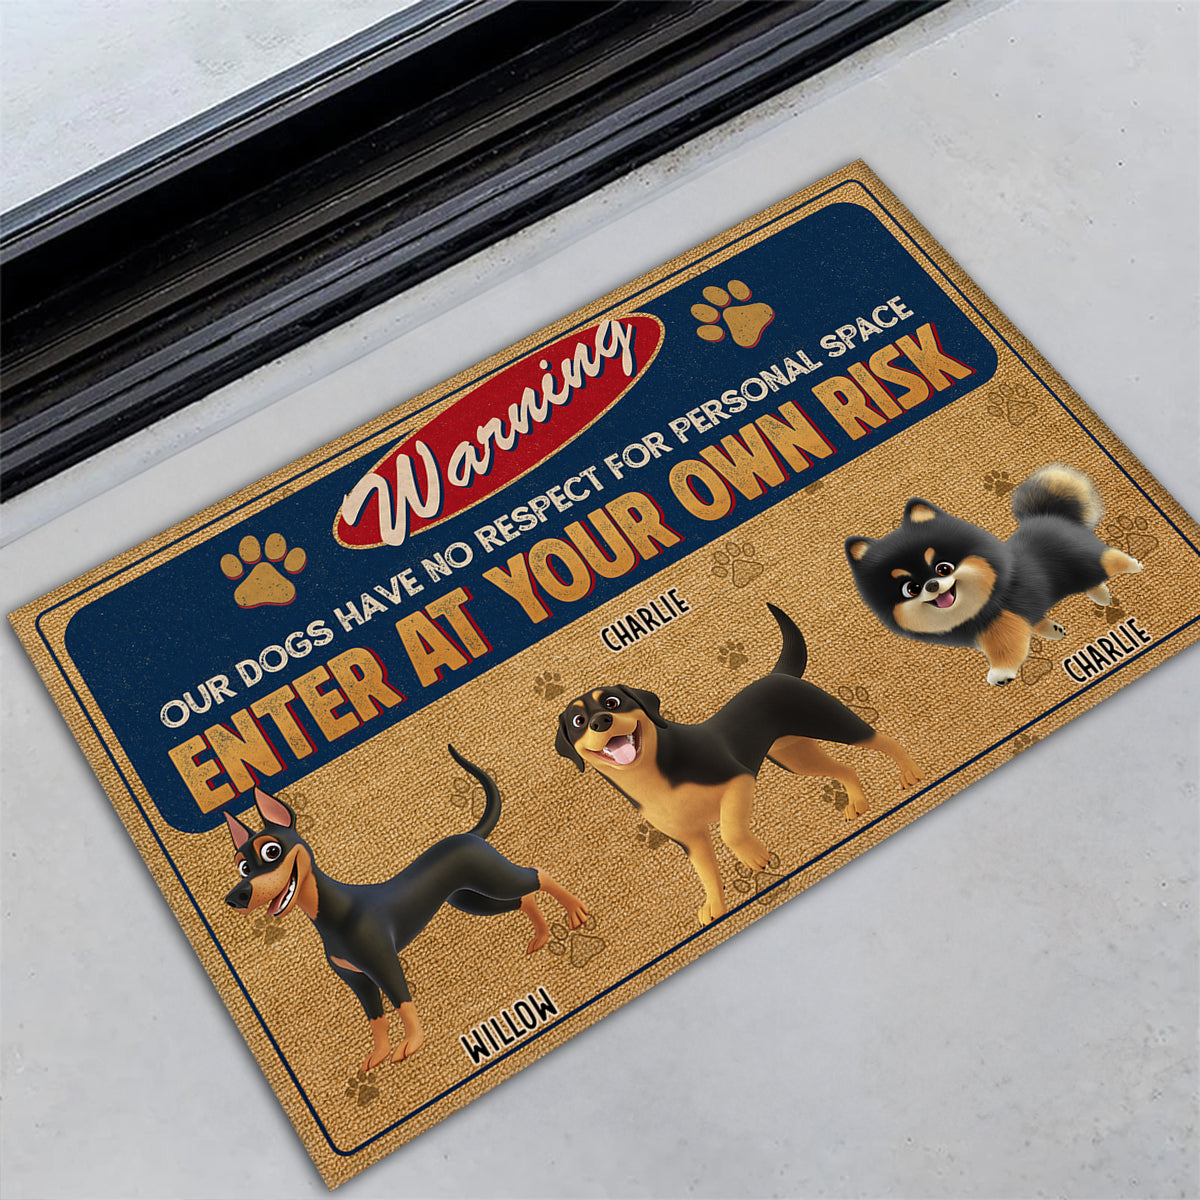 Warning
OUR DOGS HAVE NO RESPECT FOR PERSONAL SPACE
ENTER AT YOUR OWN RISK
CHARLIE
CHARLIE
WILLOW